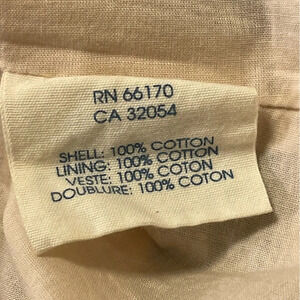 RN 66170
CA 32054
SHELL: 100% COTTON
LINING: 100% COTTON
VESTE: 100% COTON
DOUBLURE: 100% COTON